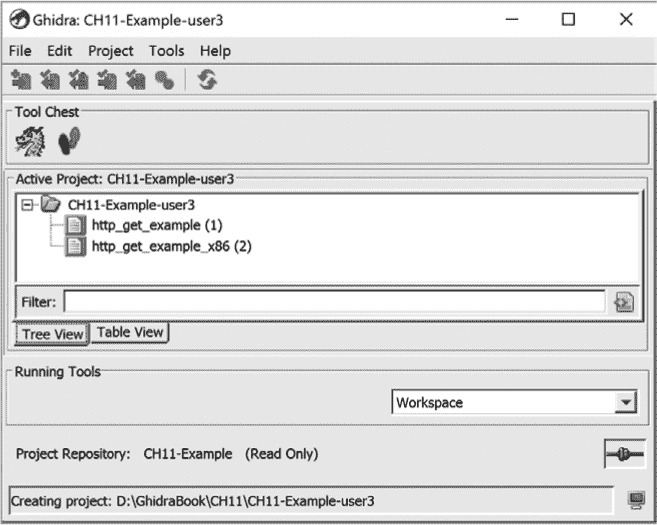 Ghidra: CH11-Example-user3
File Edit Project Tools Help
Tool Chest
Active Project: CH11-Example-user3
CH11-Example-user3
http_get_example (1)
http_get_example_x86 (2)
Filter:
Tree View Table View
Running Tools
Workspace
Project Repository: CH11-Example (Read Only)
Creating project: D:\GhidraBook\CH11\CH11-Example-user3